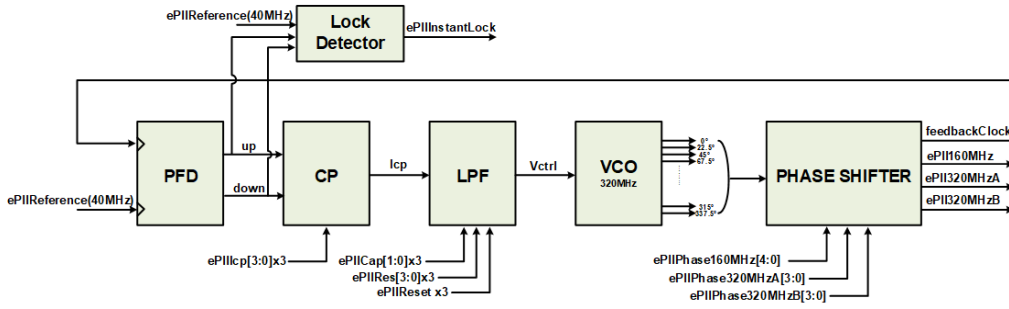 ePllReference(40MHz)
Lock
Detector
ePllInstantLock
PFD
up
down
CP
Icp
LPF
Vctrl
VCO
320MHz
0°
22.5°
45°
67.5°
315°
337.5°
PHASE SHIFTER
feedbackClock
ePll160MHz
ePll320MHzA
ePll320MHzB
ePllReference(40MHz)
ePllIcp[3:0]x3
ePllCap[1:0]x3
ePllRes[3:0]x3
ePllReset x3
ePllPhase160MHz[4:0]
ePllPhase320MHzA[3:0]
ePllPhase320MHzB[3:0]